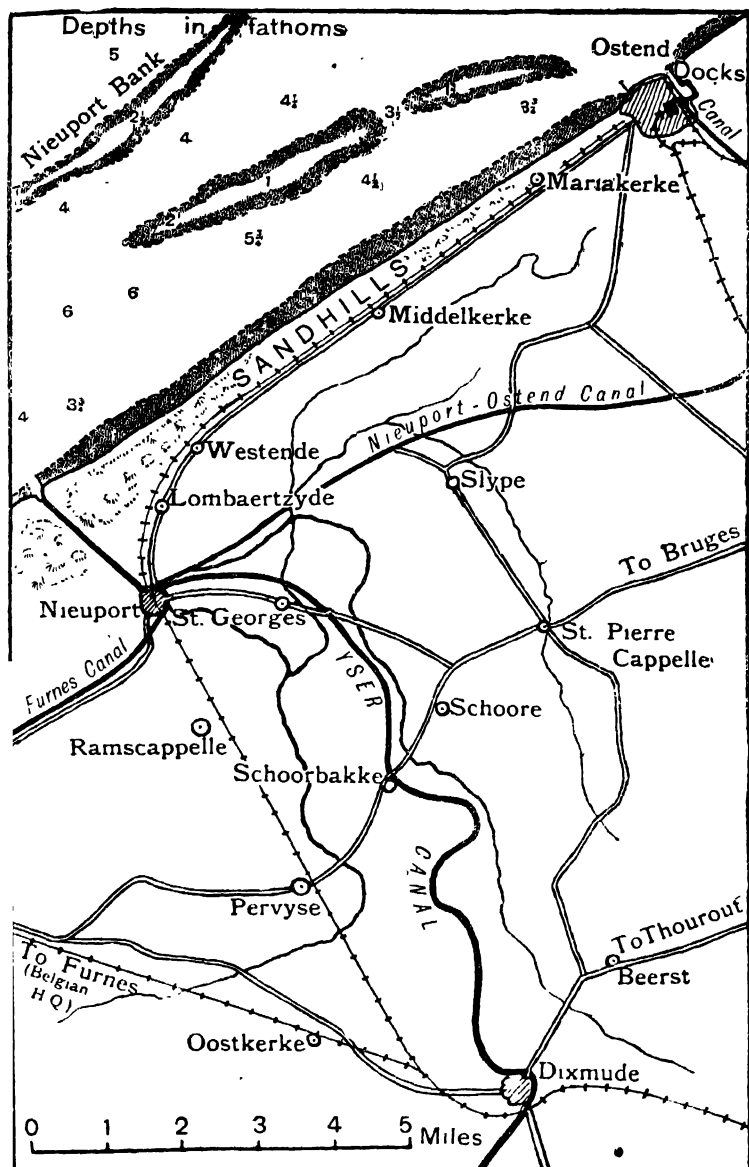 Depths in fathoms
Nieuport Bank
5
2½
4
4
4½
1
3½
1
2
4½
5¾
6
6
4
3¾
Ostend
Docks
Canal
Mariakerke
SANDHILLS
Middelkerke
Nieuport-Ostend Canal
Westende
Slype
Lombaertzyde
To Bruges
Nieuport
St. Georges
St. Pierre
Cappelle
Furnes Canal
YSER
Schoore
Ramscappelle
Schoorbakke
CANAL
Pervyse
To Thourout
Beerst
To Furnes
(Belgian
HQ)
Oostkerke
Dixmude
0 1 2 3 4 5 Miles